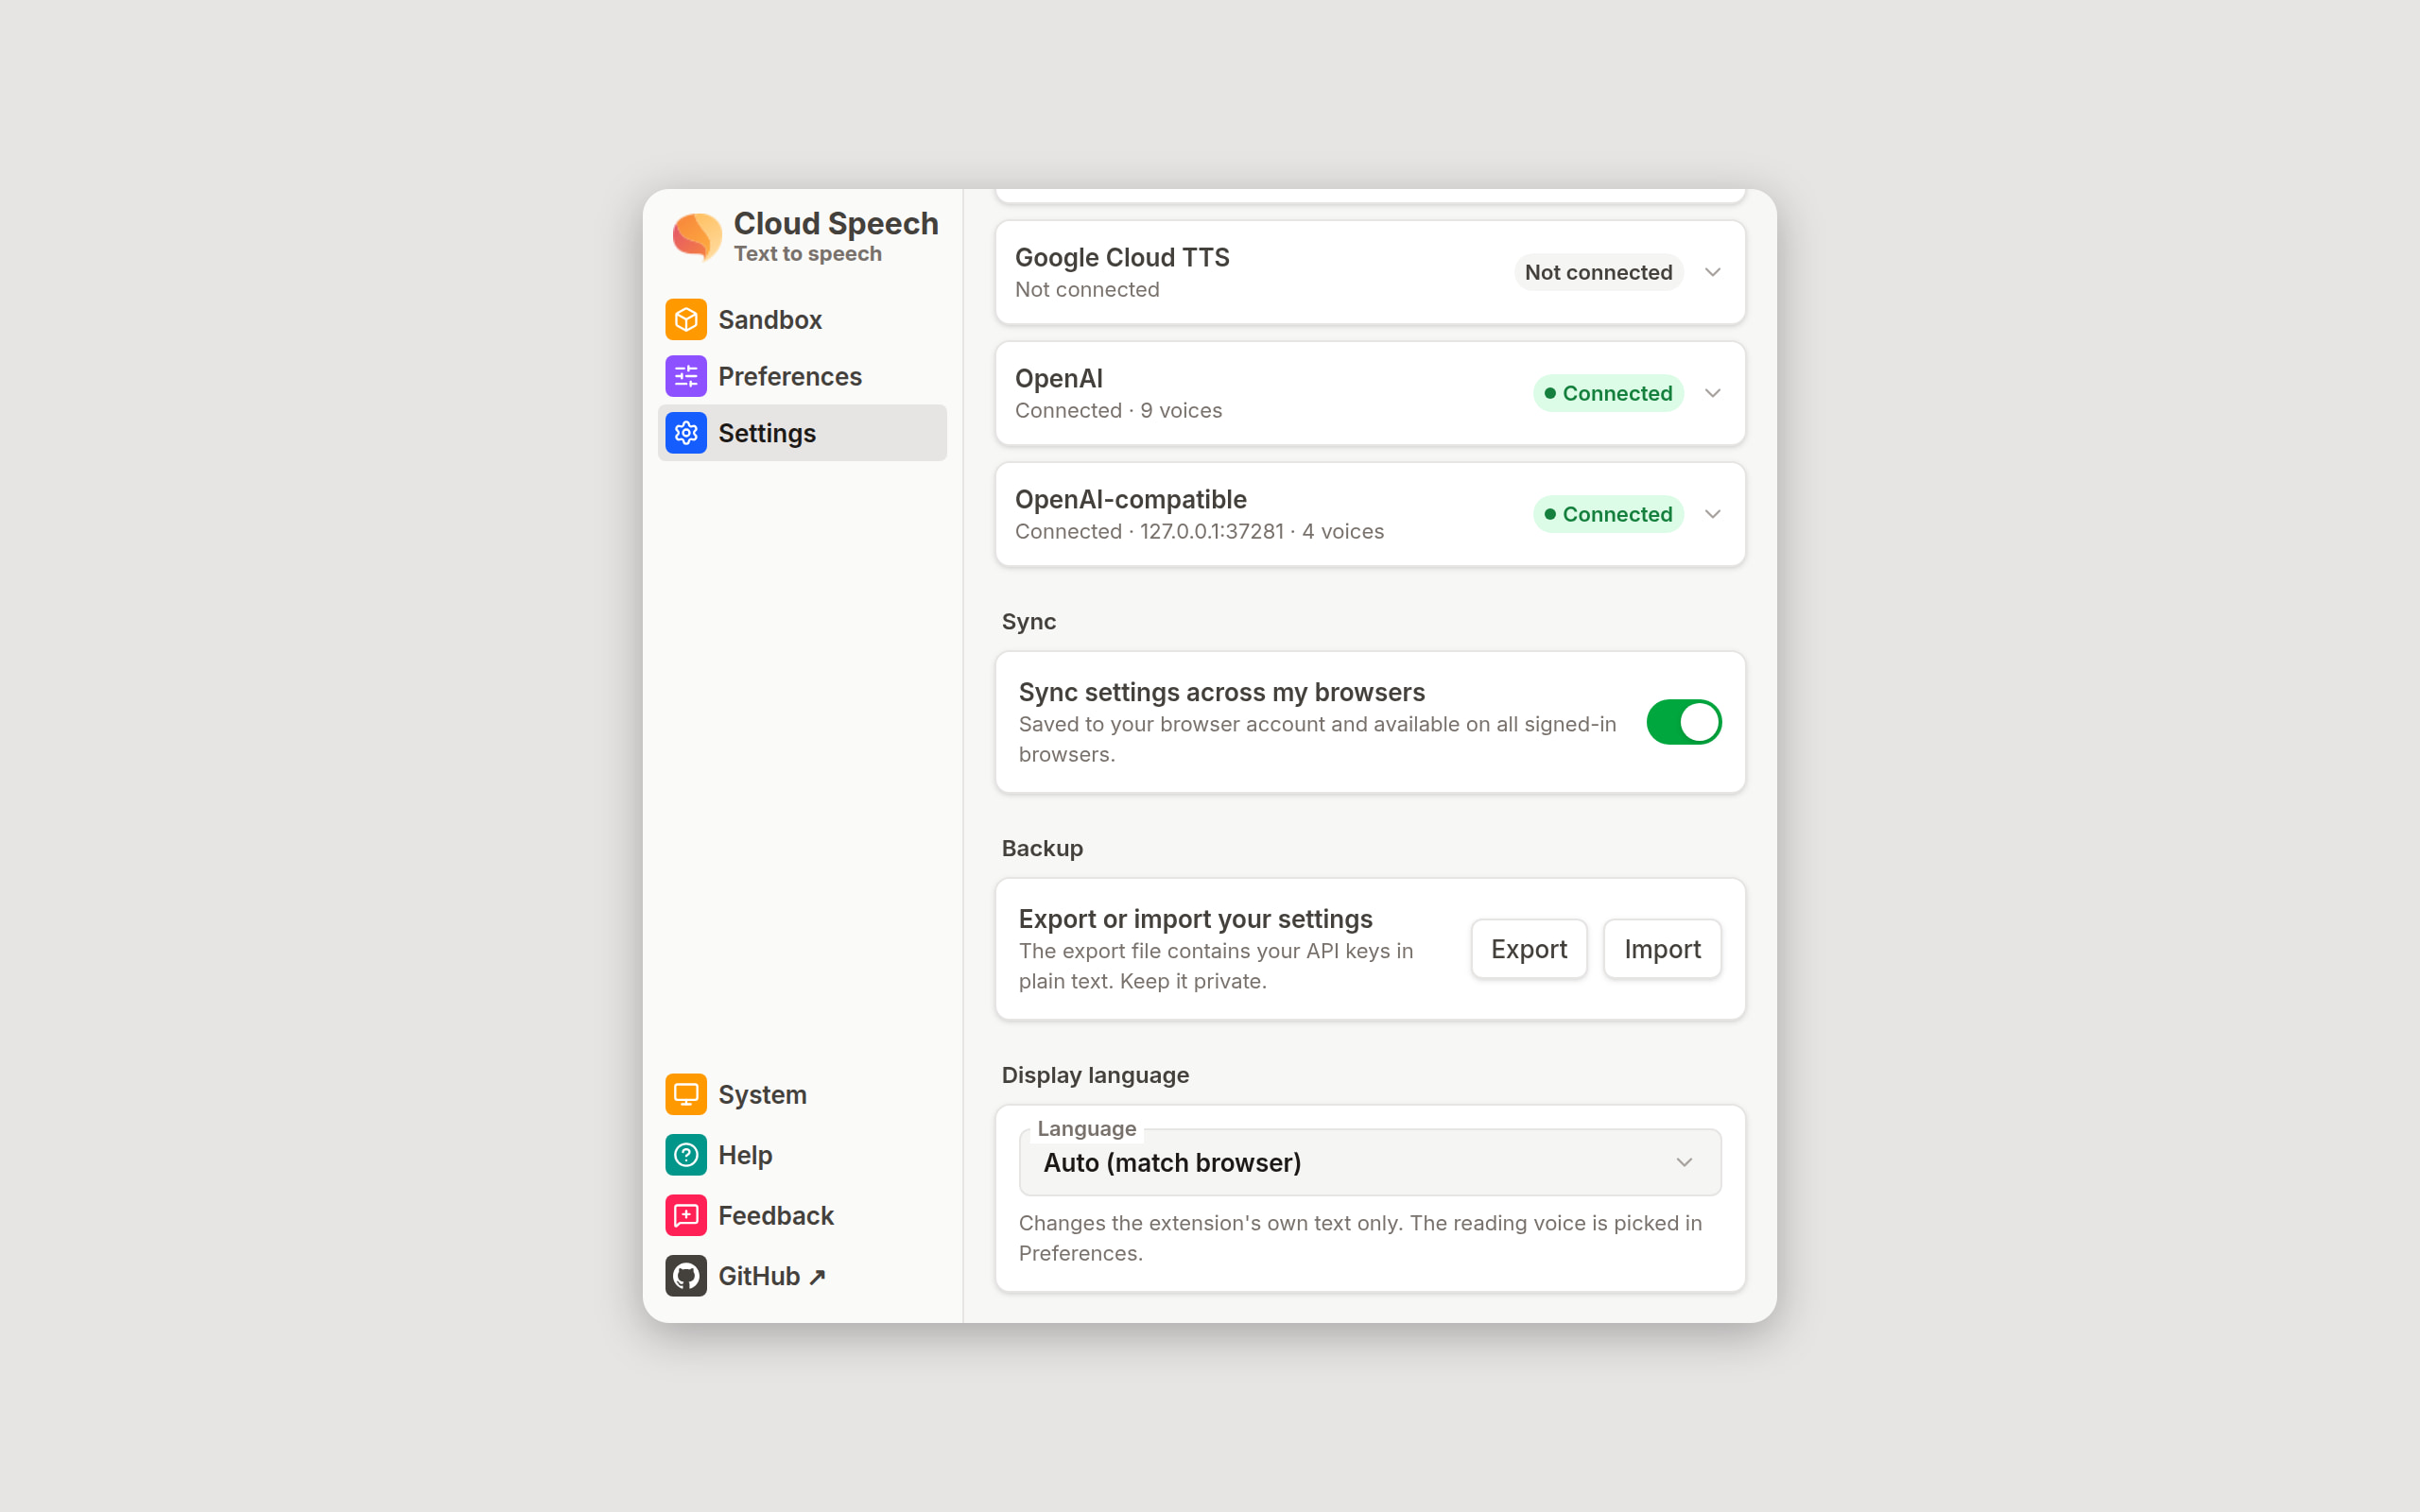 Cloud Speech
Text to speech
Sandbox
Preferences
Settings
System
Help
Feedback
GitHub ↗
Google Cloud TTS
Not connected
Not connected
OpenAI
Connected · 9 voices
Connected
OpenAI-compatible
Connected · 127.0.0.1:37281 · 4 voices
Connected
Sync
Sync settings across my browsers
Saved to your browser account and available on all signed-in
browsers.
Backup
Export or import your settings
The export file contains your API keys in
plain text. Keep it private.
Export
Import
Display language
Language
Auto (match browser)
Changes the extension's own text only. The reading voice is picked in
Preferences.